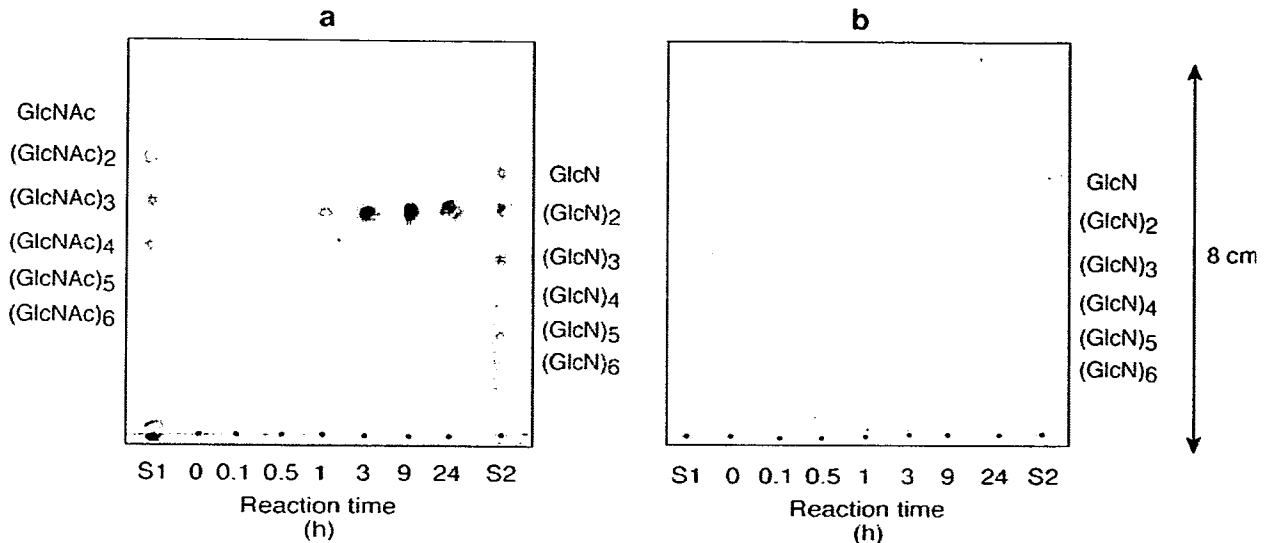 a
GlcNAc
(GlcNAc)2
(GlcNAc)3
(GlcNAc)4
(GlcNAc)5
(GlcNAc)6
GlcN
(GlcN)2
(GlcN)3
(GlcN)4
(GlcN)5
(GlcN)6
S1 0 0.1 0.5 1 3 9 24 S2
Reaction time
(h)
b
GlcN
(GlcN)2
(GlcN)3
(GlcN)4
(GlcN)5
(GlcN)6
8 cm
S1 0 0.1 0.5 1 3 9 24 S2
Reaction time
(h)